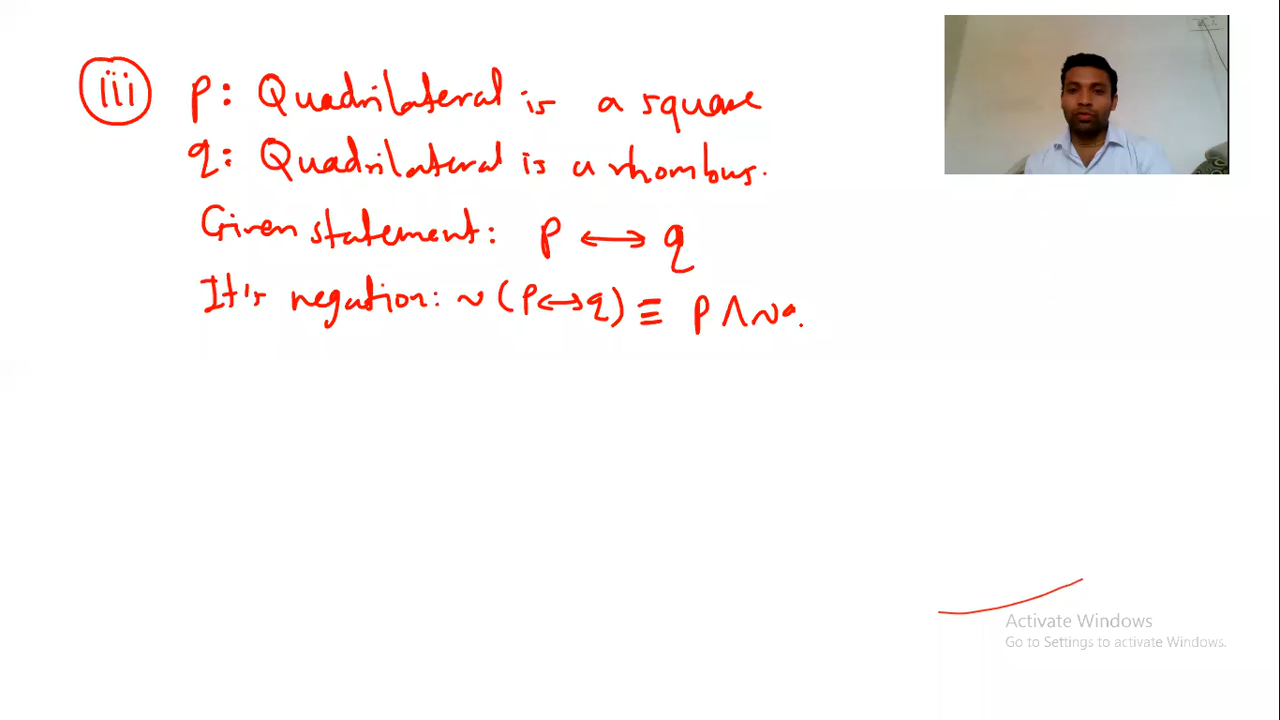 iii p: Quadrilateral is a square
q: Quadrilateral is a rhombus.
Given statement: p ↔ q
It's negation: ~ (p↔q) ≡ p ∧ ~
Activate Windows
Go to Settings to activate Windows.